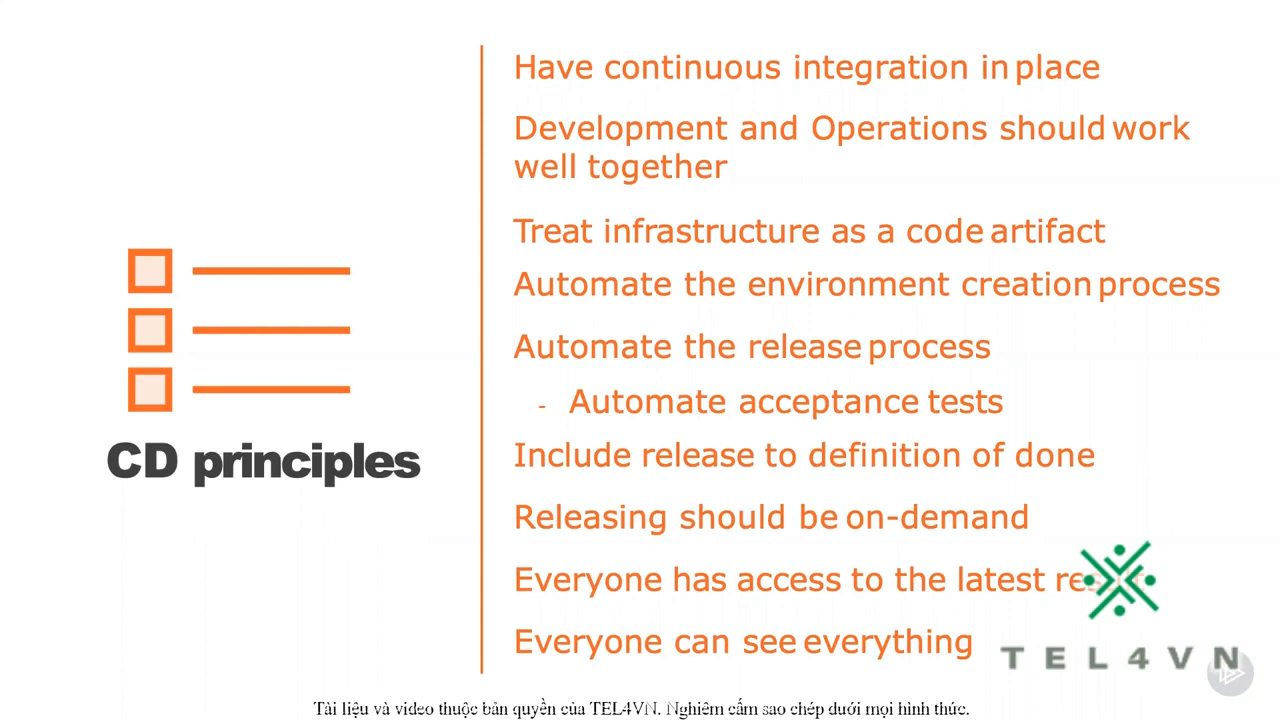 Have continuous integration in place
Development and Operations should work
well together
Treat infrastructure as a code artifact
Automate the environment creation process
Automate the release process
- Automate acceptance tests
CD principles
Include release to definition of done
Releasing should be on-demand
Everyone has access to the latest
Everyone can see everything
TEL4VN
Tài liệu và video thuộc bản quyền của TEL4VN. Nghiêm cấm sao chép dưới mọi hình thức.